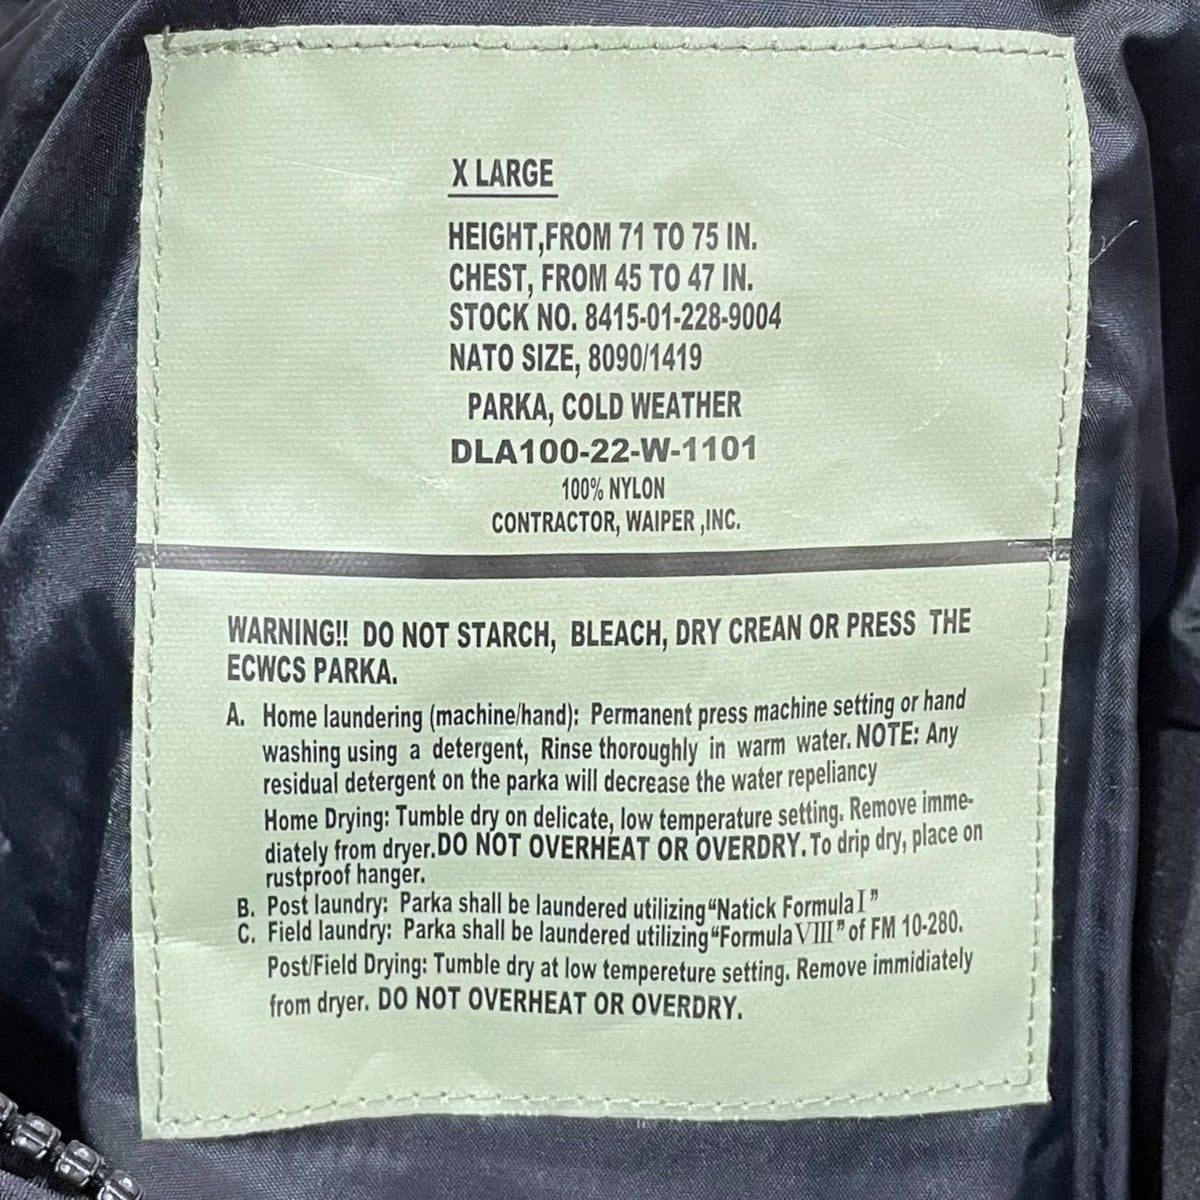 X LARGE
HEIGHT,FROM 71 TO 75 IN.
CHEST, FROM 45 TO 47 IN.
STOCK NO. 8415-01-228-9004
NATO SIZE, 8090/1419
PARKA, COLD WEATHER
DLA100-22-W-1101
100% NYLON
CONTRACTOR, WAIPER ,INC.
WARNING!! DO NOT STARCH, BLEACH, DRY CREAN OR PRESS THE
ECWCS PARKA.
A. Home laundering (machine/hand): Permanent press machine setting or hand
washing using a detergent, Rinse thoroughly in warm water. NOTE: Any
residual detergent on the parka will decrease the water repeliancy
Home Drying: Tumble dry on delicate, low temperature setting. Remove imme-
diately from dryer. DO NOT OVERHEAT OR OVERDRY. To drip dry, place on
rustproof hanger.
B. Post laundry: Parka shall be laundered utilizing “Natick Formula I”
C. Field laundry: Parka shall be laundered utilizing “Formula VIII” of FM 10-280.
Post/Field Drying: Tumble dry at low tempereture setting. Remove immidiately
from dryer. DO NOT OVERHEAT OR OVERDRY.